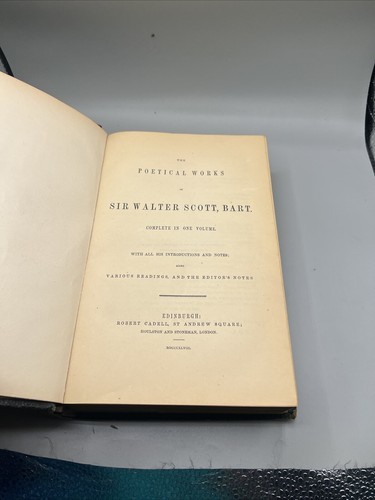 THE
POETICAL WORKS
OF
SIR WALTER SCOTT, BART.
COMPLETE IN ONE VOLUME.
WITH ALL HIS INTRODUCTIONS AND NOTES;
VARIOUS READINGS, AND THE EDITOR'S NOTES
EDINBURGH:
ROBERT CADELL, ST ANDREW SQUARE;
HOULSTON AND STONEMAN, LONDON.